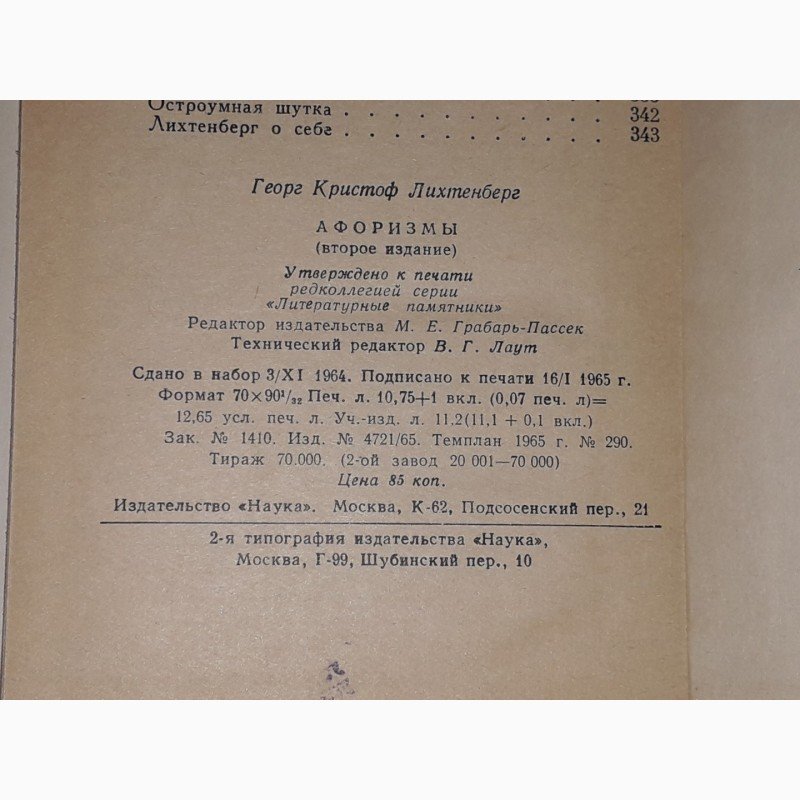 Остроумная шутка . . . . . . . . . . . 342
Лихтенберг о себе . . . . . . . . . . . 343
Георг Кристоф Лихтенберг
АФОРИЗМЫ
(второе издание)
Утверждено к печати
редколлегией серии
«Литературные памятники»
Редактор издательства М. Е. Грабарь-Пассек
Технический редактор В. Г. Лаут
Сдано в набор 3/XI 1964. Подписано к печати 16/I 1965 г.
Формат 70×90¹/₃₂ Печ. л. 10,75+1 вкл. (0,07 печ. л)=
12,65 усл. печ. л. Уч.-изд. л. 11.2(11,1 + 0,1 вкл.)
Зак. № 1410. Изд. № 4721/65. Темплан 1965 г. № 290.
Тираж 70.000. (2-ой завод 20 001—70 000)
Цена 85 коп.
Издательство «Наука». Москва, К-62, Подсосенский пер., 21
2-я типография издательства «Наука»,
Москва, Г-99, Шубинский пер., 10